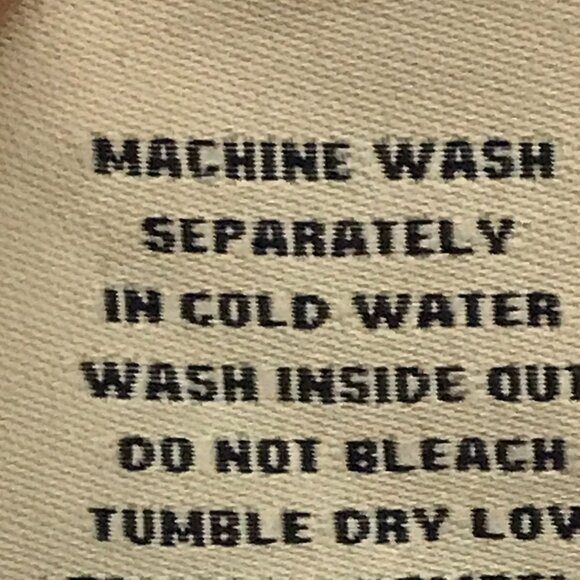 MACHINE WASH
SEPARATELY
IN COLD WATER
WASH INSIDE OUT
DO NOT BLEACH
TUMBLE DRY LOW